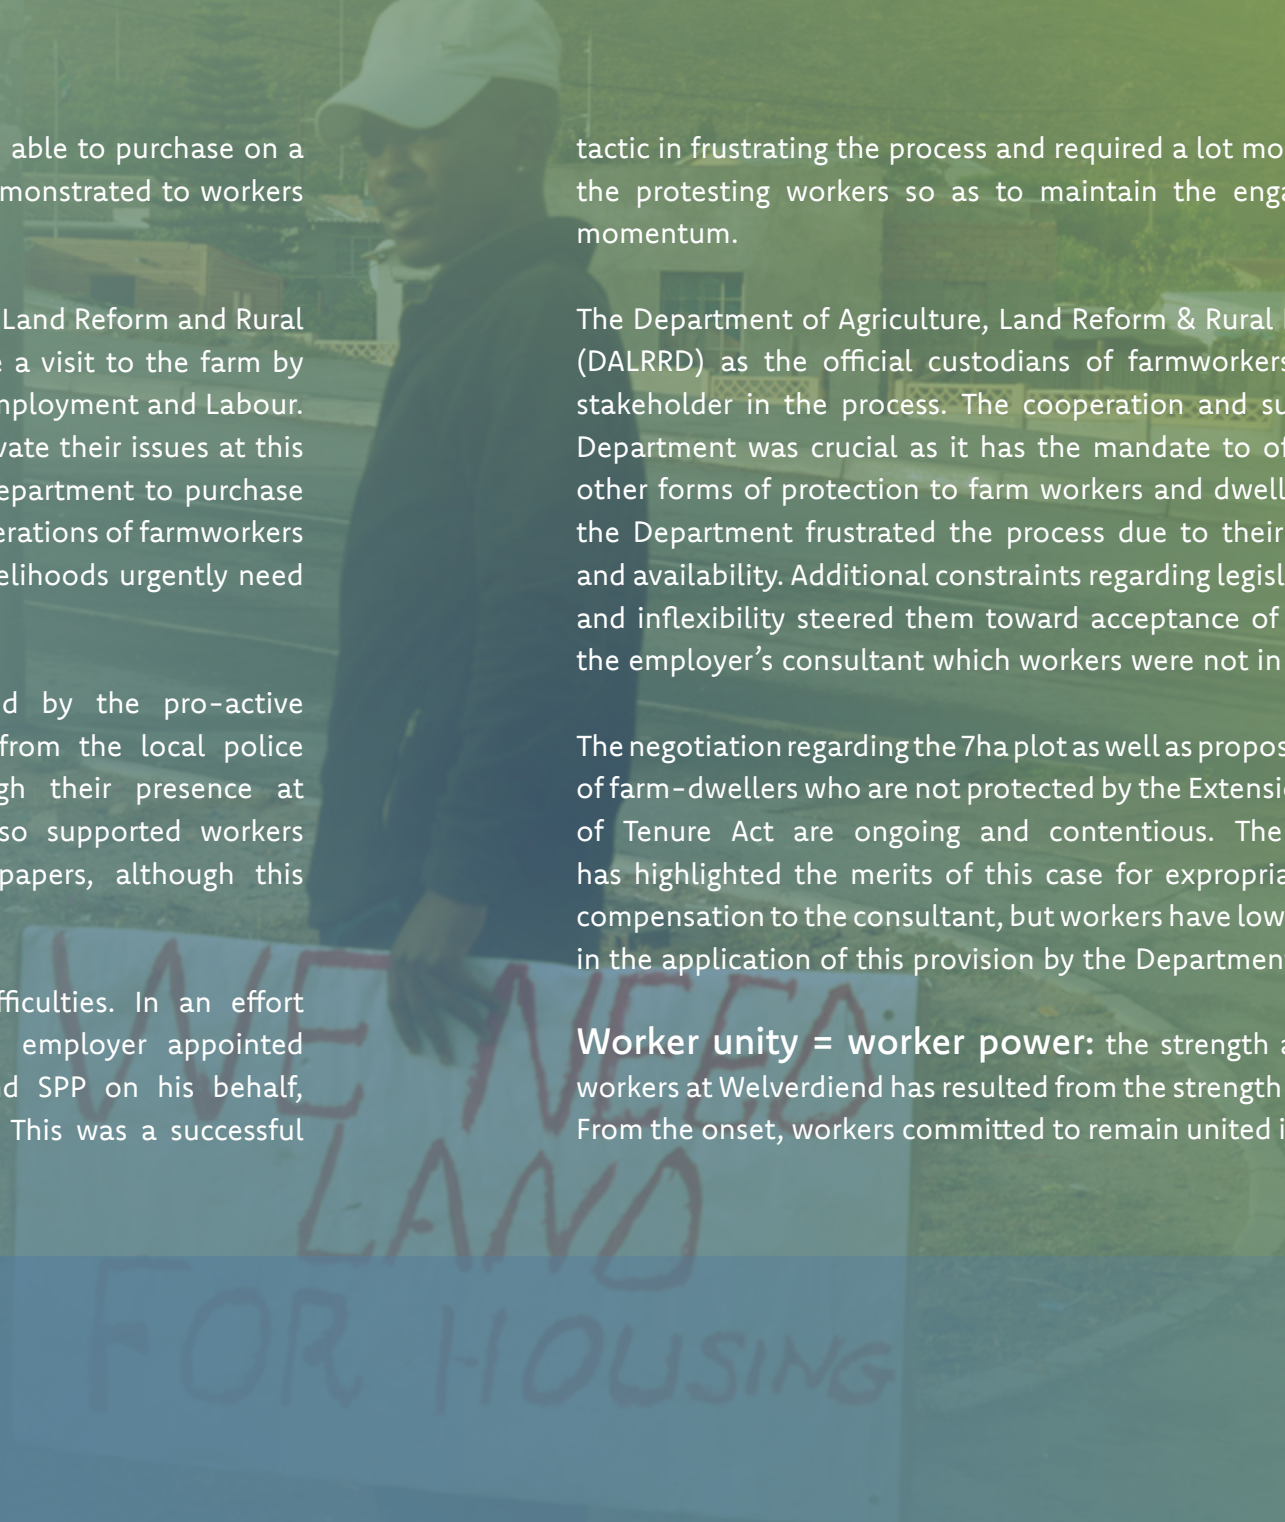 able to purchase on a
monstrated to workers
Land Reform and Rural
a visit to the farm by
mployment and Labour.
vate their issues at this
epartment to purchase
erations of farmworkers
elihoods urgently need
d by the pro-active
from the local police
gh their presence at
so supported workers
papers, although this
fficulties. In an effort
employer appointed
nd SPP on his behalf,
This was a successful
tactic in frustrating the process and required a lot mo
the protesting workers so as to maintain the enga
momentum.
The Department of Agriculture, Land Reform & Rural
(DALRRD) as the official custodians of farmworkers
stakeholder in the process. The cooperation and su
Department was crucial as it has the mandate to of
other forms of protection to farm workers and dwell
the Department frustrated the process due to their
and availability. Additional constraints regarding legisl
and inflexibility steered them toward acceptance of
the employer’s consultant which workers were not in
The negotiation regarding the 7ha plot as well as propos
of farm-dwellers who are not protected by the Extensi
of Tenure Act are ongoing and contentious. The
has highlighted the merits of this case for expropria
compensation to the consultant, but workers have low
in the application of this provision by the Departmen
Worker unity = worker power: the strength a
workers at Welverdiend has resulted from the strength
From the onset, workers committed to remain united i
WE NEED
LAND
FOR HOUSING